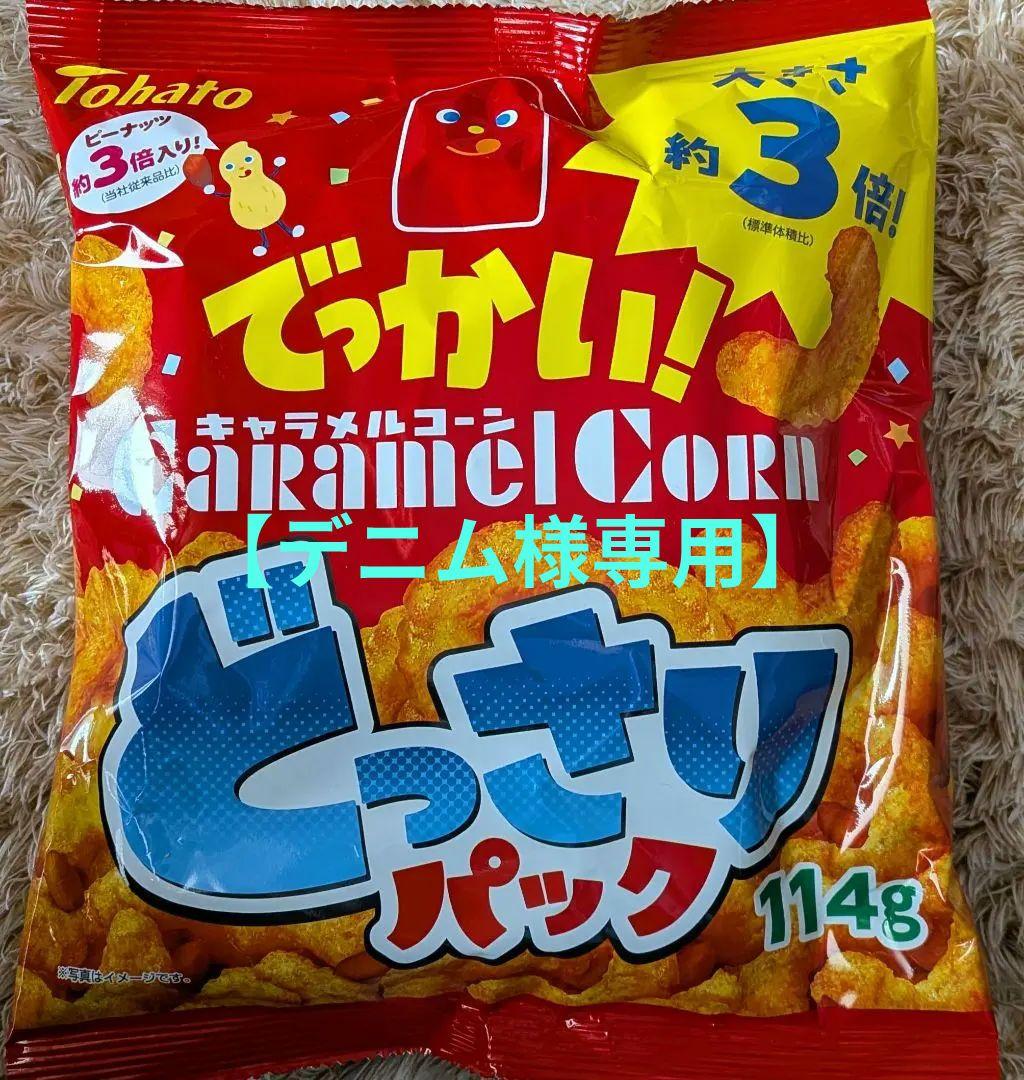 Tohato
ピーナッツ
約3倍入り!
(当社従来品比)
大きさ
約3倍!
(標準体積比)
でっかい!
キャラメルコーン
Caramel Corn
【デニム様専用】
どっさり
パック
114g
※写真はイメージです。